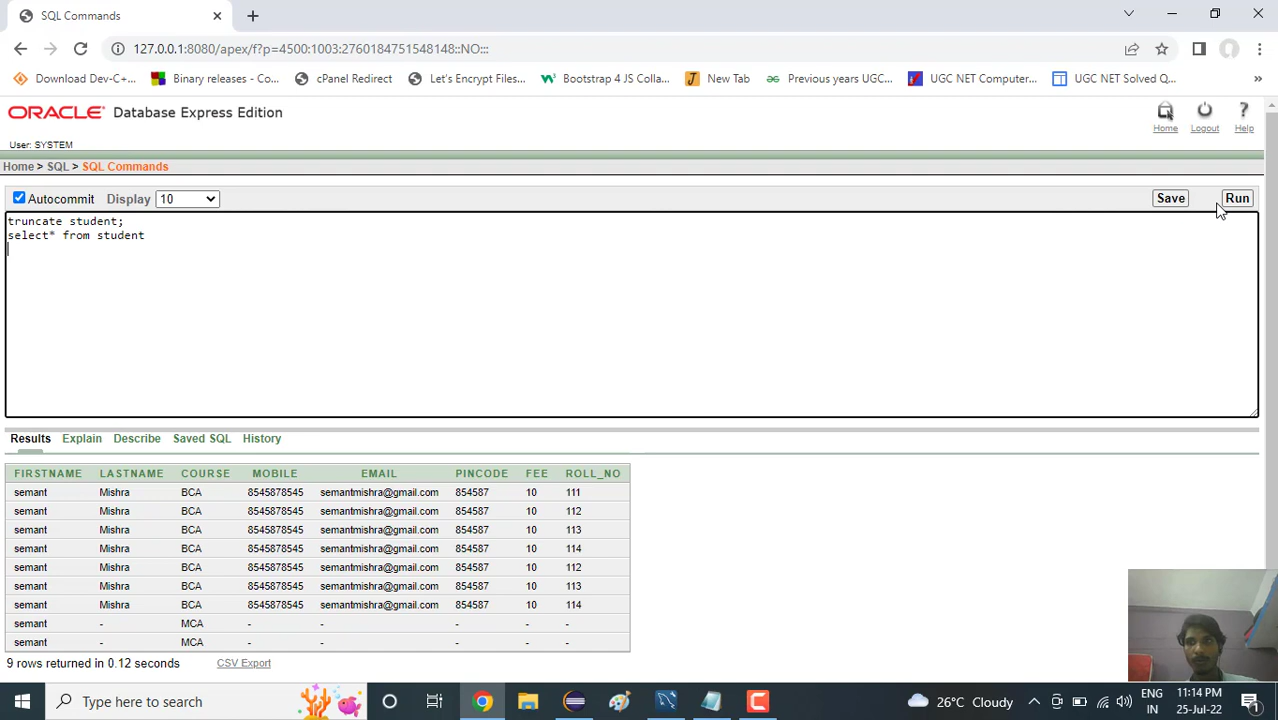 SQL Commands
127.0.0.1:8080/apex/f?p=4500:1003:2760184751548148::NO:::
Download Dev-C+... Binary releases - Co... cPanel Redirect Let's Encrypt Files... Bootstrap 4 JS Colla... New Tab Previous years UGC... UGC NET Computer... UGC NET Solved Q... »
ORACLE Database Express Edition
Home Logout Help
User: SYSTEM
Home > SQL > SQL Commands
Autocommit Display 10 Save Run
truncate student;
select* from student
Results Explain Describe Saved SQL History
FIRSTNAME LASTNAME COURSE MOBILE EMAIL PINCODE FEE ROLL_NO
semant Mishra BCA 8545878545 semantmishra@gmail.com 854587 10 111
semant Mishra BCA 8545878545 semantmishra@gmail.com 854587 10 112
semant Mishra BCA 8545878545 semantmishra@gmail.com 854587 10 113
semant Mishra BCA 8545878545 semantmishra@gmail.com 854587 10 114
semant Mishra BCA 8545878545 semantmishra@gmail.com 854587 10 112
semant Mishra BCA 8545878545 semantmishra@gmail.com 854587 10 113
semant Mishra BCA 8545878545 semantmishra@gmail.com 854587 10 114
semant - MCA - - - - -
semant - MCA - - - - -
9 rows returned in 0.12 seconds CSV Export
Type here to search 26°C Cloudy ENG IN 11:14 PM 25-Jul-22 1